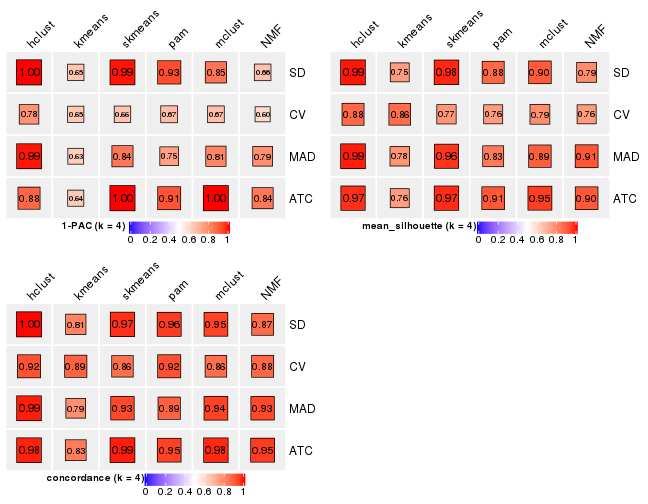 hclust kmeans skmeans pam mclust NMF
1.00 0.65 0.99 0.93 0.85 0.66 SD
0.78 0.65 0.66 0.67 0.67 0.60 CV
0.99 0.63 0.84 0.75 0.81 0.79 MAD
0.88 0.64 1.00 0.91 1.00 0.84 ATC
1-PAC (k = 4)
0 0.2 0.4 0.6 0.8 1
hclust kmeans skmeans pam mclust NMF
0.99 0.75 0.98 0.88 0.90 0.79 SD
0.88 0.86 0.77 0.76 0.79 0.76 CV
0.99 0.78 0.96 0.83 0.89 0.91 MAD
0.97 0.76 0.97 0.91 0.95 0.90 ATC
mean_silhouette (k = 4)
0 0.2 0.4 0.6 0.8 1
hclust kmeans skmeans pam mclust NMF
1.00 0.81 0.97 0.96 0.95 0.87 SD
0.92 0.89 0.86 0.92 0.86 0.88 CV
0.99 0.79 0.93 0.89 0.94 0.93 MAD
0.98 0.83 0.99 0.95 0.98 0.95 ATC
concordance (k = 4)
0 0.2 0.4 0.6 0.8 1